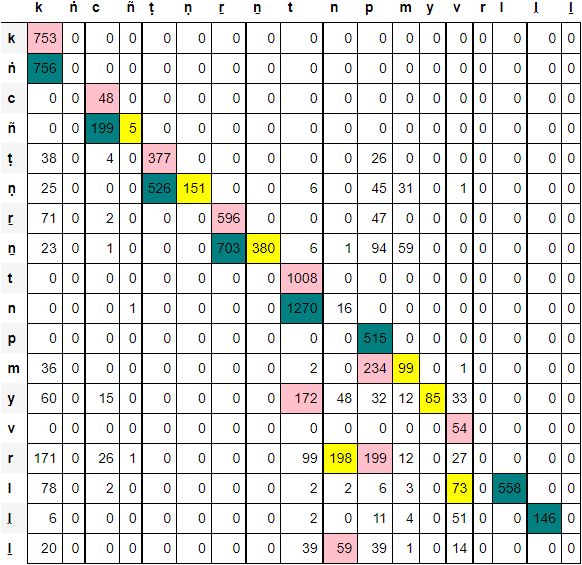 k ṅ c ñ ṭ ṇ ṟ ṉ t n p m y v r l ḷ ḻ
k 753 0 0 0 0 0 0 0 0 0 0 0 0 0 0 0 0 0
ṅ 756 0 0 0 0 0 0 0 0 0 0 0 0 0 0 0 0 0
c 0 0 48 0 0 0 0 0 0 0 0 0 0 0 0 0 0 0
ñ 0 0 199 5 0 0 0 0 0 0 0 0 0 0 0 0 0 0
ṭ 38 0 4 0 377 0 0 0 0 0 26 0 0 0 0 0 0 0
ṇ 25 0 0 0 526 151 0 0 6 0 45 31 0 1 0 0 0 0
ṟ 71 0 2 0 0 0 596 0 0 0 47 0 0 0 0 0 0 0
ṉ 23 0 1 0 0 0 703 380 6 1 94 59 0 0 0 0 0 0
t 0 0 0 0 0 0 0 0 1008 0 0 0 0 0 0 0 0 0
n 0 0 0 1 0 0 0 0 1270 16 0 0 0 0 0 0 0 0
p 0 0 0 0 0 0 0 0 0 0 515 0 0 0 0 0 0 0
m 36 0 0 0 0 0 0 0 2 0 234 99 0 1 0 0 0 0
y 60 0 15 0 0 0 0 0 172 48 32 12 85 33 0 0 0 0
v 0 0 0 0 0 0 0 0 0 0 0 0 0 54 0 0 0 0
r 171 0 26 1 0 0 0 0 99 198 199 12 0 27 0 0 0 0
l 78 0 2 0 0 0 0 0 2 2 6 3 0 73 0 558 0 0
ḷ 6 0 0 0 0 0 0 0 2 0 11 4 0 51 0 0 146 0
ḻ 20 0 0 0 0 0 0 0 39 59 39 1 0 14 0 0 0 0